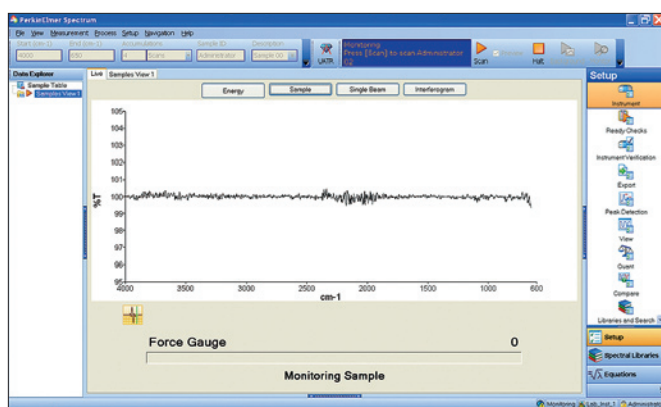 PerkinElmer Spectrum
File View Measurement Process Setup Navigation Help
Start (cm-1) End (cm-1) Accumulations Sample ID Description
4000 4 Scans Administrator Sample 00
UATR
Monitoring
Press [Scan] to scan Administrator
02
Scan
Halt
Data Explorer
Sample Table
Samples View 1
Live Samples View 1
Energy Sample Single Beam Interferogram
105
104
103
102
101
100
99
98
97
96
95
%T
4000 3500 3000 2500 2000 1500 1000 600
cm-1
Force Gauge 0
Monitoring Sample
Setup
Instrument
Ready Checks
Instrument Verification
Export
Peak Detection
View
Quant
Compare
Libraries and Search
Setup
Spectral Libraries
Equations
Monitoring Lab_Inst_1 Administrator